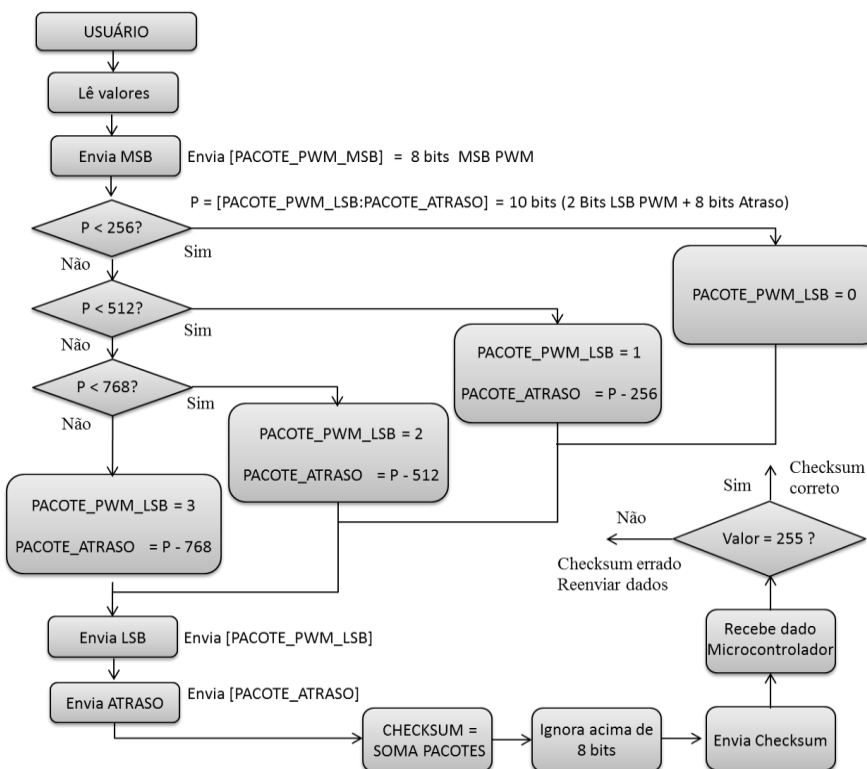 USUÁRIO
Lê valores
Envia MSB
Envia [PACOTE_PWM_MSB] = 8 bits MSB PWM
P = [PACOTE_PWM_LSB:PACOTE_ATRASO] = 10 bits (2 Bits LSB PWM + 8 bits Atraso)
P < 256?
Não
Sim
PACOTE_PWM_LSB = 0
P < 512?
Não
Sim
PACOTE_PWM_LSB = 1
PACOTE_ATRASO = P - 256
P < 768?
Não
Sim
PACOTE_PWM_LSB = 2
PACOTE_ATRASO = P - 512
PACOTE_PWM_LSB = 3
PACOTE_ATRASO = P - 768
Envia LSB
Envia [PACOTE_PWM_LSB]
Envia ATRASO
Envia [PACOTE_ATRASO]
CHECKSUM =
SOMA PACOTES
Ignora acima de
8 bits
Envia Checksum
Recebe dado
Microcontrolador
Valor = 255 ?
Não
Checksum errado
Reenviar dados
Sim
Checksum
correto